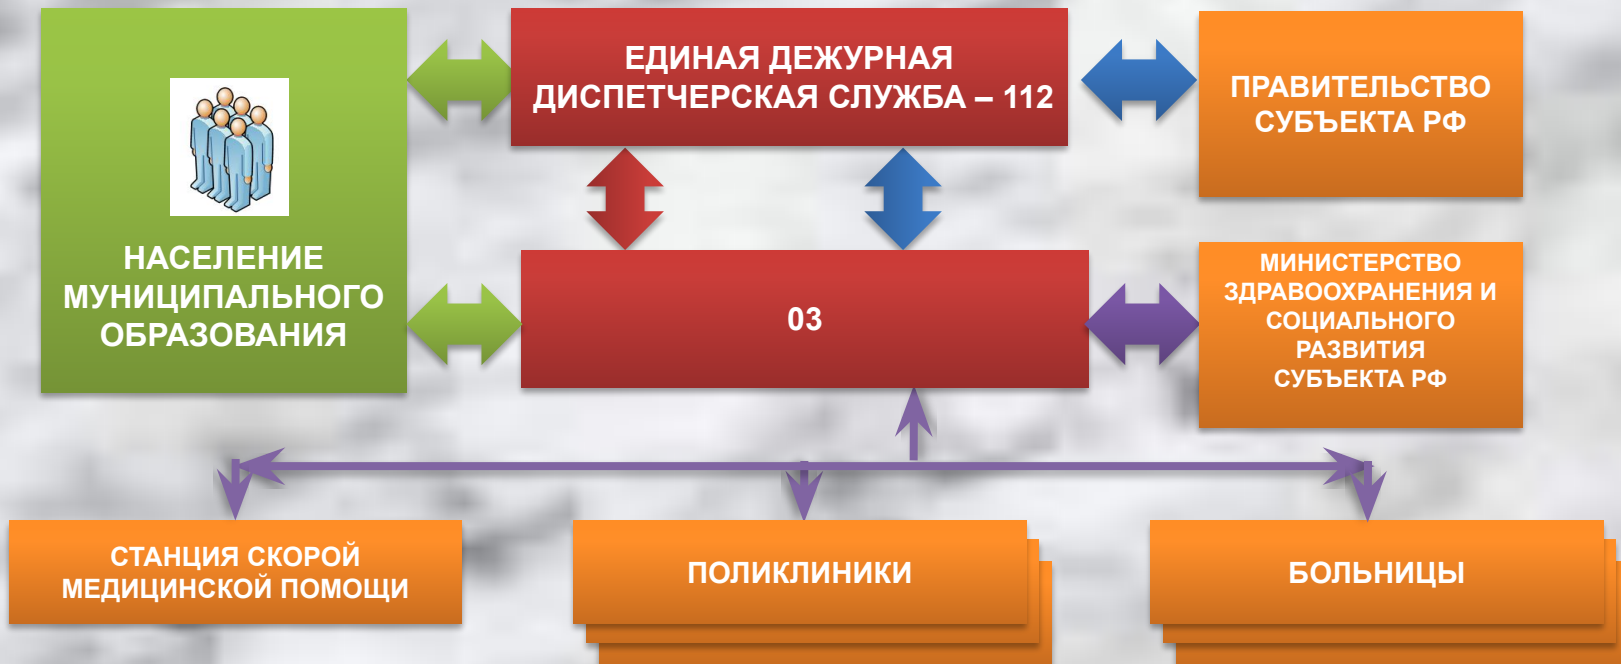 ЕДИНАЯ ДЕЖУРНАЯ
ДИСПЕТЧЕРСКАЯ СЛУЖБА – 112
ПРАВИТЕЛЬСТВО
СУБЪЕКТА РФ
НАСЕЛЕНИЕ
МУНИЦИПАЛЬНОГО
ОБРАЗОВАНИЯ
03
МИНИСТЕРСТВО
ЗДРАВООХРАНЕНИЯ И
СОЦИАЛЬНОГО
РАЗВИТИЯ
СУБЪЕКТА РФ
СТАНЦИЯ СКОРОЙ
МЕДИЦИНСКОЙ ПОМОЩИ
ПОЛИКЛИНИКИ
БОЛЬНИЦЫ